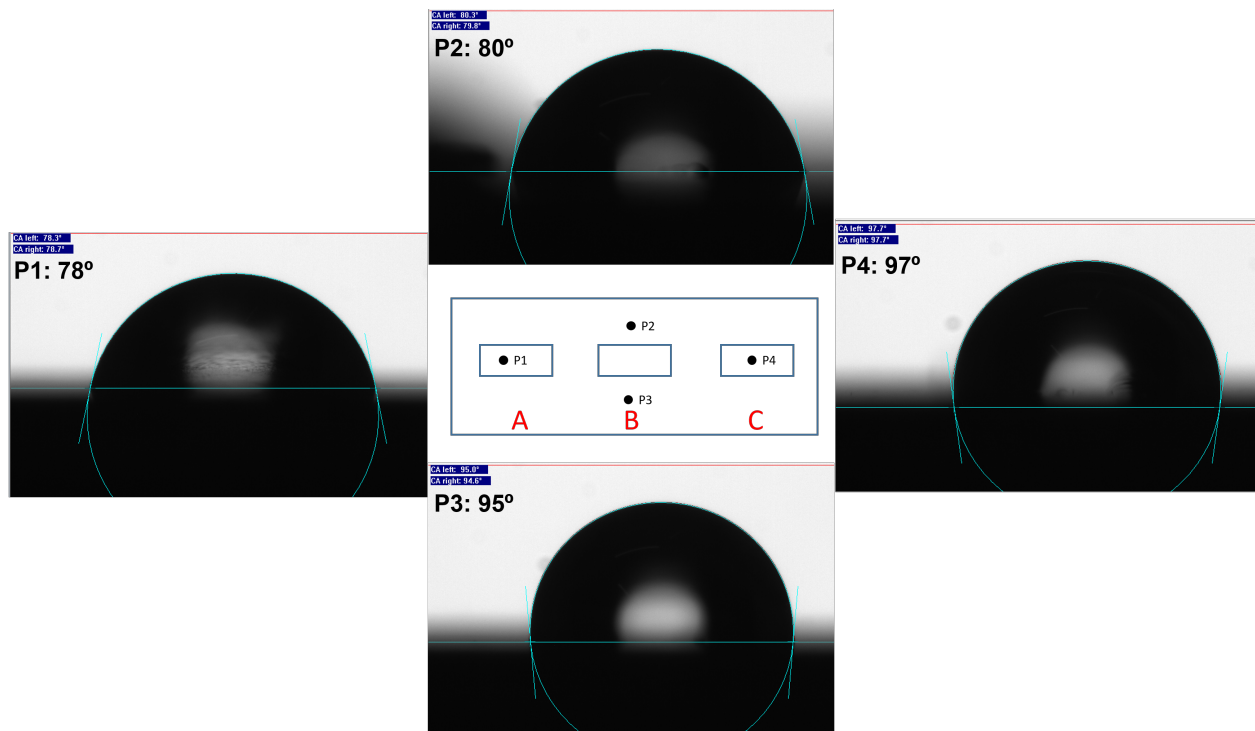 CA left: 80.3°
CA right: 79.8°
P2: 80º
CA left: 78.3°
CA right: 78.7°
P1: 78º
CA left: 97.7°
CA right: 97.7°
P4: 97º
P2
P1
P4
P3
A B C
CA left: 95.0°
CA right: 94.6°
P3: 95º